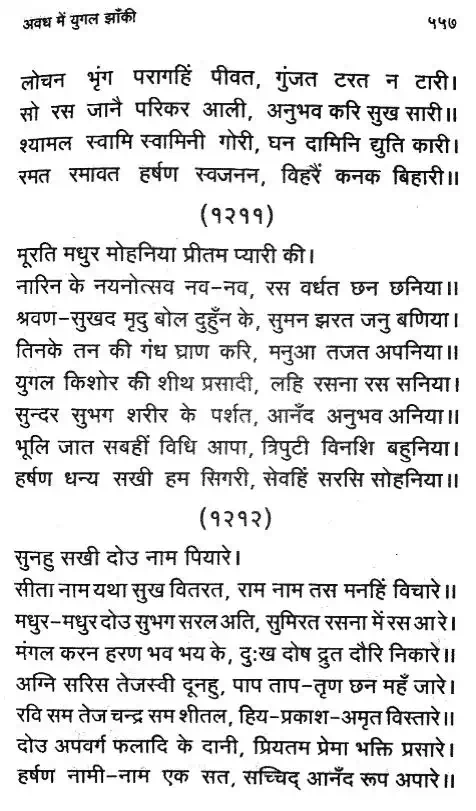 अवध में युगल झाँकी ५५७
लोचन भृंग परागहिं पीवत, गुंजत टरत न टारी।
सो रस जानै परिकर आली, अनुभव करि सुख सारी॥
श्यामल स्वामि स्वामिनी गोरी, घन दामिनि द्युति कारी।
रमत रमावत हर्षण स्वजनन, विहरैं कनक बिहारी॥
(१२११)
मूरति मधुर मोहनिया प्रीतम प्यारी की।
नारिन के नयनोत्सव नव-नव, रस वर्धत छन छनिया॥
श्रवण-सुखद मृदु बोल दुहुँन के, सुमन झरत जनु बणिया।
तिनके तन की गंध घ्राण करि, मनुआ तजत अपनिया॥
युगल किशोर की शीथ प्रसादी, लहि रसना रस सनिया।
सुन्दर सुभग शरीर के पर्शत, आनँद अनुभव अनिया॥
भूलि जात सबहीं विधि आपा, त्रिपुटी विनशि बहुनिया।
हर्षण धन्य सखी हम सिगरी, सेवहिं सरसि सोहनिया॥
(१२१२)
सुनहु सखी दोउ नाम पियारे।
सीता नाम यथा सुख वितरत, राम नाम तस मनहिं विचारे॥
मधुर-मधुर दोउ सुभग सरल अति, सुमिरत रसना में रस आ रे।
मंगल करन हरण भव भय के, दुःख दोष द्रुत दौरि निकारे॥
अग्नि सरिस तेजस्वी दूनहु, पाप ताप-तृण छन महँ जारे।
रवि सम तेज चन्द्र सम शीतल, हिय-प्रकाश-अमृत विस्तारे॥
दोउ अपवर्ग फलादि के दानी, प्रियतम प्रेमा भक्ति प्रसारे।
हर्षण नामी-नाम एक सत, सच्चिद् आनँद रूप अपारे॥